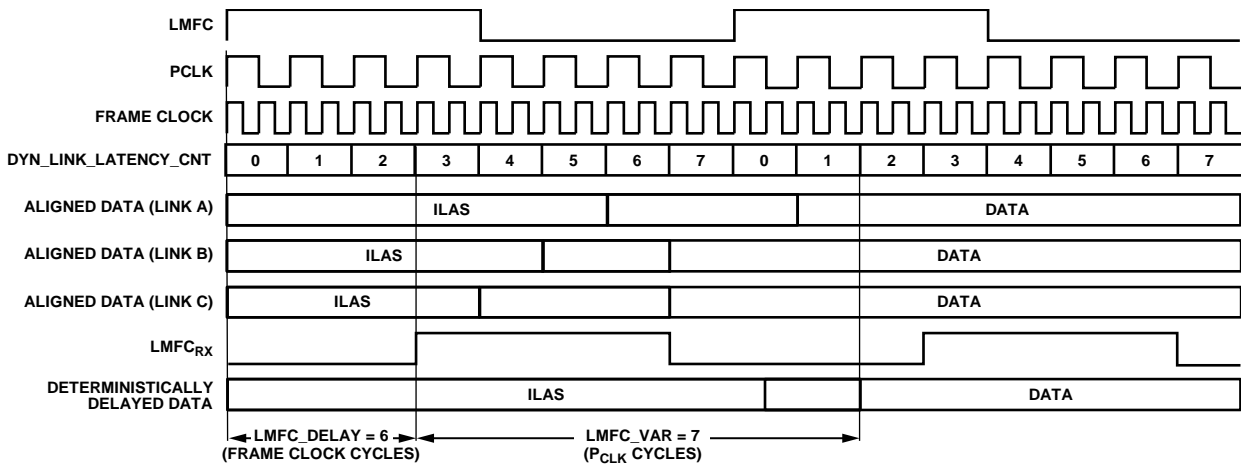 LMFC
PCLK
FRAME CLOCK
DYN_LINK_LATENCY_CNT 0 1 2 3 4 5 6 7 0 1 2 3 4 5 6 7
ALIGNED DATA (LINK A) ILAS DATA
ALIGNED DATA (LINK B) ILAS DATA
ALIGNED DATA (LINK C) ILAS DATA
LMFCRX
DETERMINISTICALLY
DELAYED DATA ILAS DATA
LMFC_DELAY = 6
(FRAME CLOCK CYCLES)
LMFC_VAR = 7
(PCLK CYCLES)